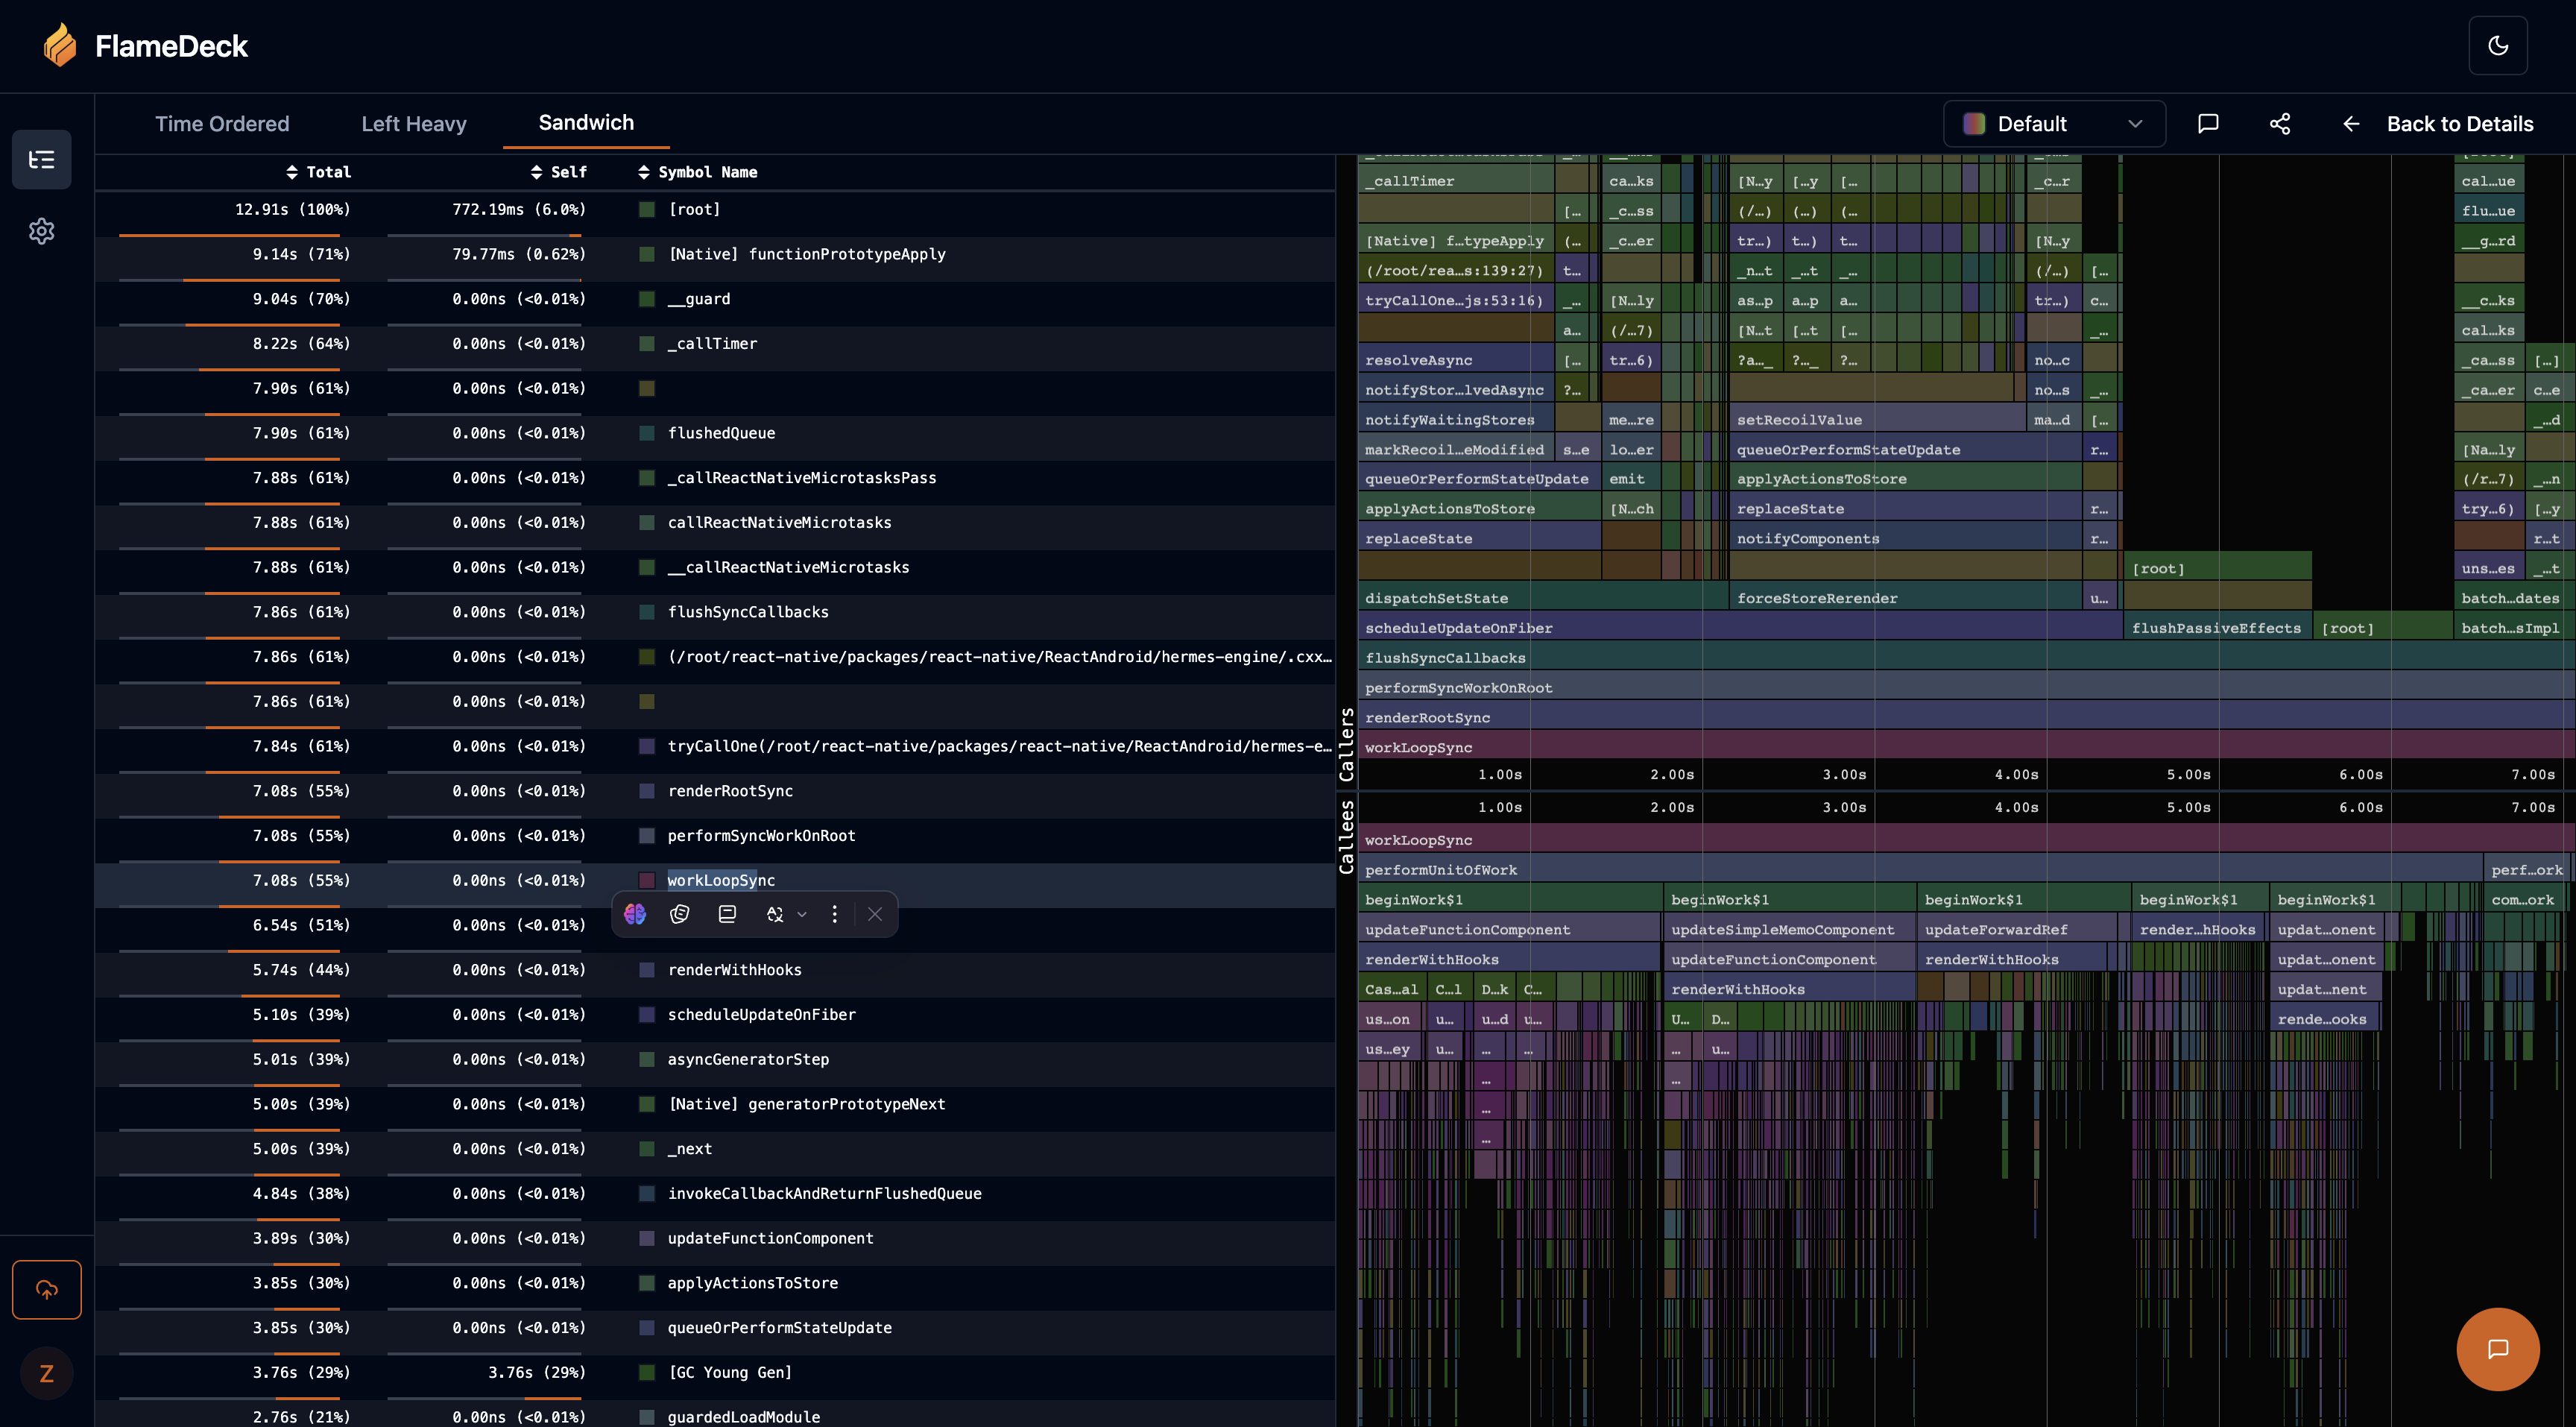 FlameDeck
Time Ordered Left Heavy Sandwich Default Back to Details
Total Self Symbol Name
12.91s (100%) 772.19ms (6.0%) [root]
9.14s (71%) 79.77ms (0.62%) [Native] functionPrototypeApply
9.04s (70%) 0.00ns (<0.01%) __guard
8.22s (64%) 0.00ns (<0.01%) _callTimer
7.90s (61%) 0.00ns (<0.01%)
7.90s (61%) 0.00ns (<0.01%) flushedQueue
7.88s (61%) 0.00ns (<0.01%) _callReactNativeMicrotasksPass
7.88s (61%) 0.00ns (<0.01%) callReactNativeMicrotasks
7.88s (61%) 0.00ns (<0.01%) __callReactNativeMicrotasks
7.86s (61%) 0.00ns (<0.01%) flushSyncCallbacks
7.86s (61%) 0.00ns (<0.01%) (/root/react-native/packages/react-native/ReactAndroid/hermes-engine/.cxx…
7.86s (61%) 0.00ns (<0.01%)
7.84s (61%) 0.00ns (<0.01%) tryCallOne(/root/react-native/packages/react-native/ReactAndroid/hermes-e…
7.08s (55%) 0.00ns (<0.01%) renderRootSync
7.08s (55%) 0.00ns (<0.01%) performSyncWorkOnRoot
7.08s (55%) 0.00ns (<0.01%) workLoopSync
6.54s (51%) 0.00ns (<0.01%)
5.74s (44%) 0.00ns (<0.01%) renderWithHooks
5.10s (39%) 0.00ns (<0.01%) scheduleUpdateOnFiber
5.01s (39%) 0.00ns (<0.01%) asyncGeneratorStep
5.00s (39%) 0.00ns (<0.01%) [Native] generatorPrototypeNext
5.00s (39%) 0.00ns (<0.01%) _next
4.84s (38%) 0.00ns (<0.01%) invokeCallbackAndReturnFlushedQueue
3.89s (30%) 0.00ns (<0.01%) updateFunctionComponent
3.85s (30%) 0.00ns (<0.01%) applyActionsToStore
3.85s (30%) 0.00ns (<0.01%) queueOrPerformStateUpdate
3.76s (29%) 3.76s (29%) [GC Young Gen]
2.76s (21%) 0.00ns (<0.01%) guardedLoadModule
Z
_callTimer ca…ks [N…y […y [… _c…r cal…ue
[… _c…ss (/…) (…) (… flu…ue
[Native] f…typeApply (… _c…er tr…) t…) t… [N…y __g…rd
(/root/rea…s:139:27) t… _n…t _…t _… (/…) […
tryCallOne…js:53:16) _… [N…ly as…p a…p a… tr…) c… __c…ks
a… (/…7) [N…t […t [… _… cal…ks
resolveAsync [… tr…6) ?a…_ ?…_ ?… no…c _ca…ss […]
notifyStor…lvedAsync ?… no…s _… _ca…er c…e
notifyWaitingStores me…re setRecoilValue ma…d [… _…d
markRecoil…eModified s…e lo…er queueOrPerformStateUpdate r… [Na…ly
queueOrPerformStateUpdate emit applyActionsToStore (/r…7) _…n
applyActionsToStore [N…ch replaceState r… try…6) […y
replaceState notifyComponents r… r…t
[root] uns…es _…t
dispatchSetState forceStoreRerender u… batch…dates
scheduleUpdateOnFiber flushPassiveEffects [root] batch…sImpl
flushSyncCallbacks
performSyncWorkOnRoot
renderRootSync
workLoopSync
Callers
1.00s 2.00s 3.00s 4.00s 5.00s 6.00s 7.00s
Callees
1.00s 2.00s 3.00s 4.00s 5.00s 6.00s 7.00s
workLoopSync
performUnitOfWork perf…ork
beginWork$1 beginWork$1 beginWork$1 beginWork$1 beginWork$1 com…ork
updateFunctionComponent updateSimpleMemoComponent updateForwardRef render…hHooks updat…onent
renderWithHooks updateFunctionComponent renderWithHooks updat…onent
Cas…al C…l D…k C… renderWithHooks updat…nent
us…on u… u…d u… U… D… rende…ooks
us…ey u… … … … u…
… …
…
…